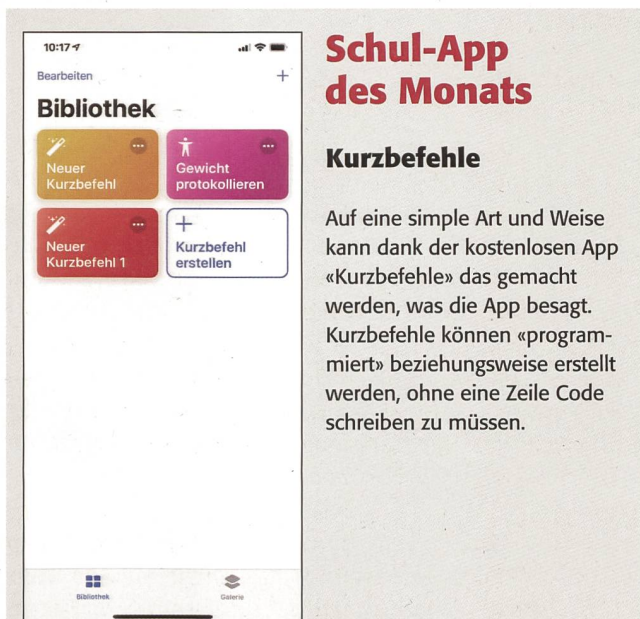 10:17
Bearbeiten
+
Bibliothek
Neuer
Kurzbefehl
Gewicht
protokollieren
Neuer
Kurzbefehl 1
Kurzbefehl
erstellen
Bibliothek
Galerie
Schul-App
des Monats
Kurzbefehle
Auf eine simple Art und Weise
kann dank der kostenlosen App
«Kurzbefehle» das gemacht
werden, was die App besagt.
Kurzbefehle können «program-
miert» beziehungsweise erstellt
werden, ohne eine Zeile Code
schreiben zu müssen.